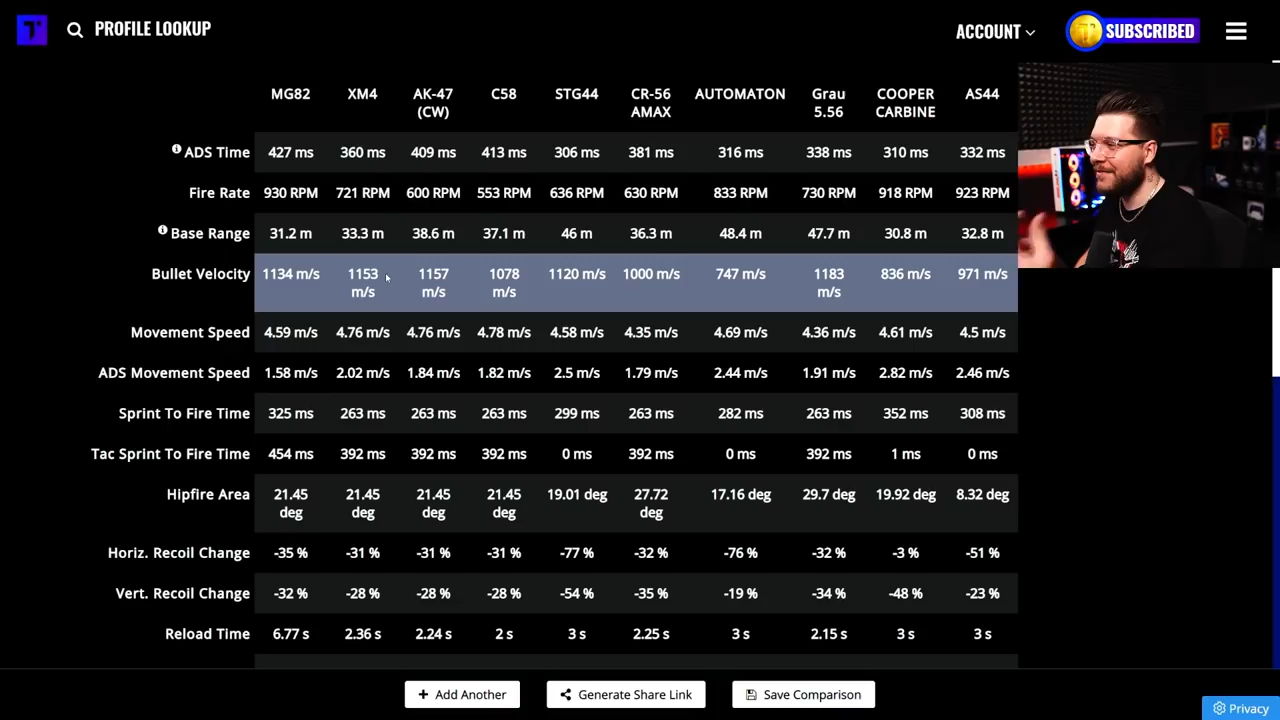 PROFILE LOOKUP
ACCOUNT
SUBSCRIBED
MG82 XM4 AK-47 (CW) C58 STG44 CR-56 AMAX AUTOMATON Grau 5.56 COOPER CARBINE AS44
ADS Time 427 ms 360 ms 409 ms 413 ms 306 ms 381 ms 316 ms 338 ms 310 ms 332 ms
Fire Rate 930 RPM 721 RPM 600 RPM 553 RPM 636 RPM 630 RPM 833 RPM 730 RPM 918 RPM 923 RPM
Base Range 31.2 m 33.3 m 38.6 m 37.1 m 46 m 36.3 m 48.4 m 47.7 m 30.8 m 32.8 m
Bullet Velocity 1134 m/s 1153 m/s 1157 m/s 1078 m/s 1120 m/s 1000 m/s 747 m/s 1183 m/s 836 m/s 971 m/s
Movement Speed 4.59 m/s 4.76 m/s 4.76 m/s 4.78 m/s 4.58 m/s 4.35 m/s 4.69 m/s 4.36 m/s 4.61 m/s 4.5 m/s
ADS Movement Speed 1.58 m/s 2.02 m/s 1.84 m/s 1.82 m/s 2.5 m/s 1.79 m/s 2.44 m/s 1.91 m/s 2.82 m/s 2.46 m/s
Sprint To Fire Time 325 ms 263 ms 263 ms 263 ms 299 ms 263 ms 282 ms 263 ms 352 ms 308 ms
Tac Sprint To Fire Time 454 ms 392 ms 392 ms 392 ms 0 ms 392 ms 0 ms 392 ms 1 ms 0 ms
Hipfire Area 21.45 deg 21.45 deg 21.45 deg 21.45 deg 19.01 deg 27.72 deg 17.16 deg 29.7 deg 19.92 deg 8.32 deg
Horiz. Recoil Change -35 % -31 % -31 % -31 % -77 % -32 % -76 % -32 % -3 % -51 %
Vert. Recoil Change -32 % -28 % -28 % -28 % -54 % -35 % -19 % -34 % -48 % -23 %
Reload Time 6.77 s 2.36 s 2.24 s 2 s 3 s 2.25 s 3 s 2.15 s 3 s 3 s
Add Another
Generate Share Link
Save Comparison
Privacy